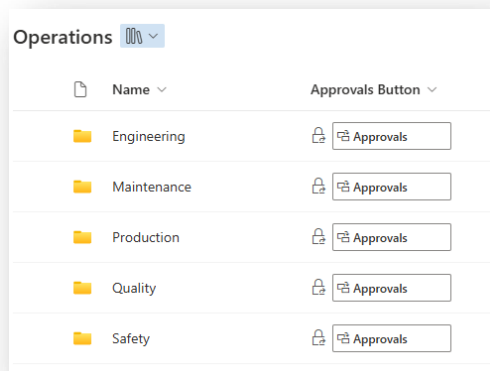 Operations
Name Approvals Button
Engineering Approvals
Maintenance Approvals
Production Approvals
Quality Approvals
Safety Approvals